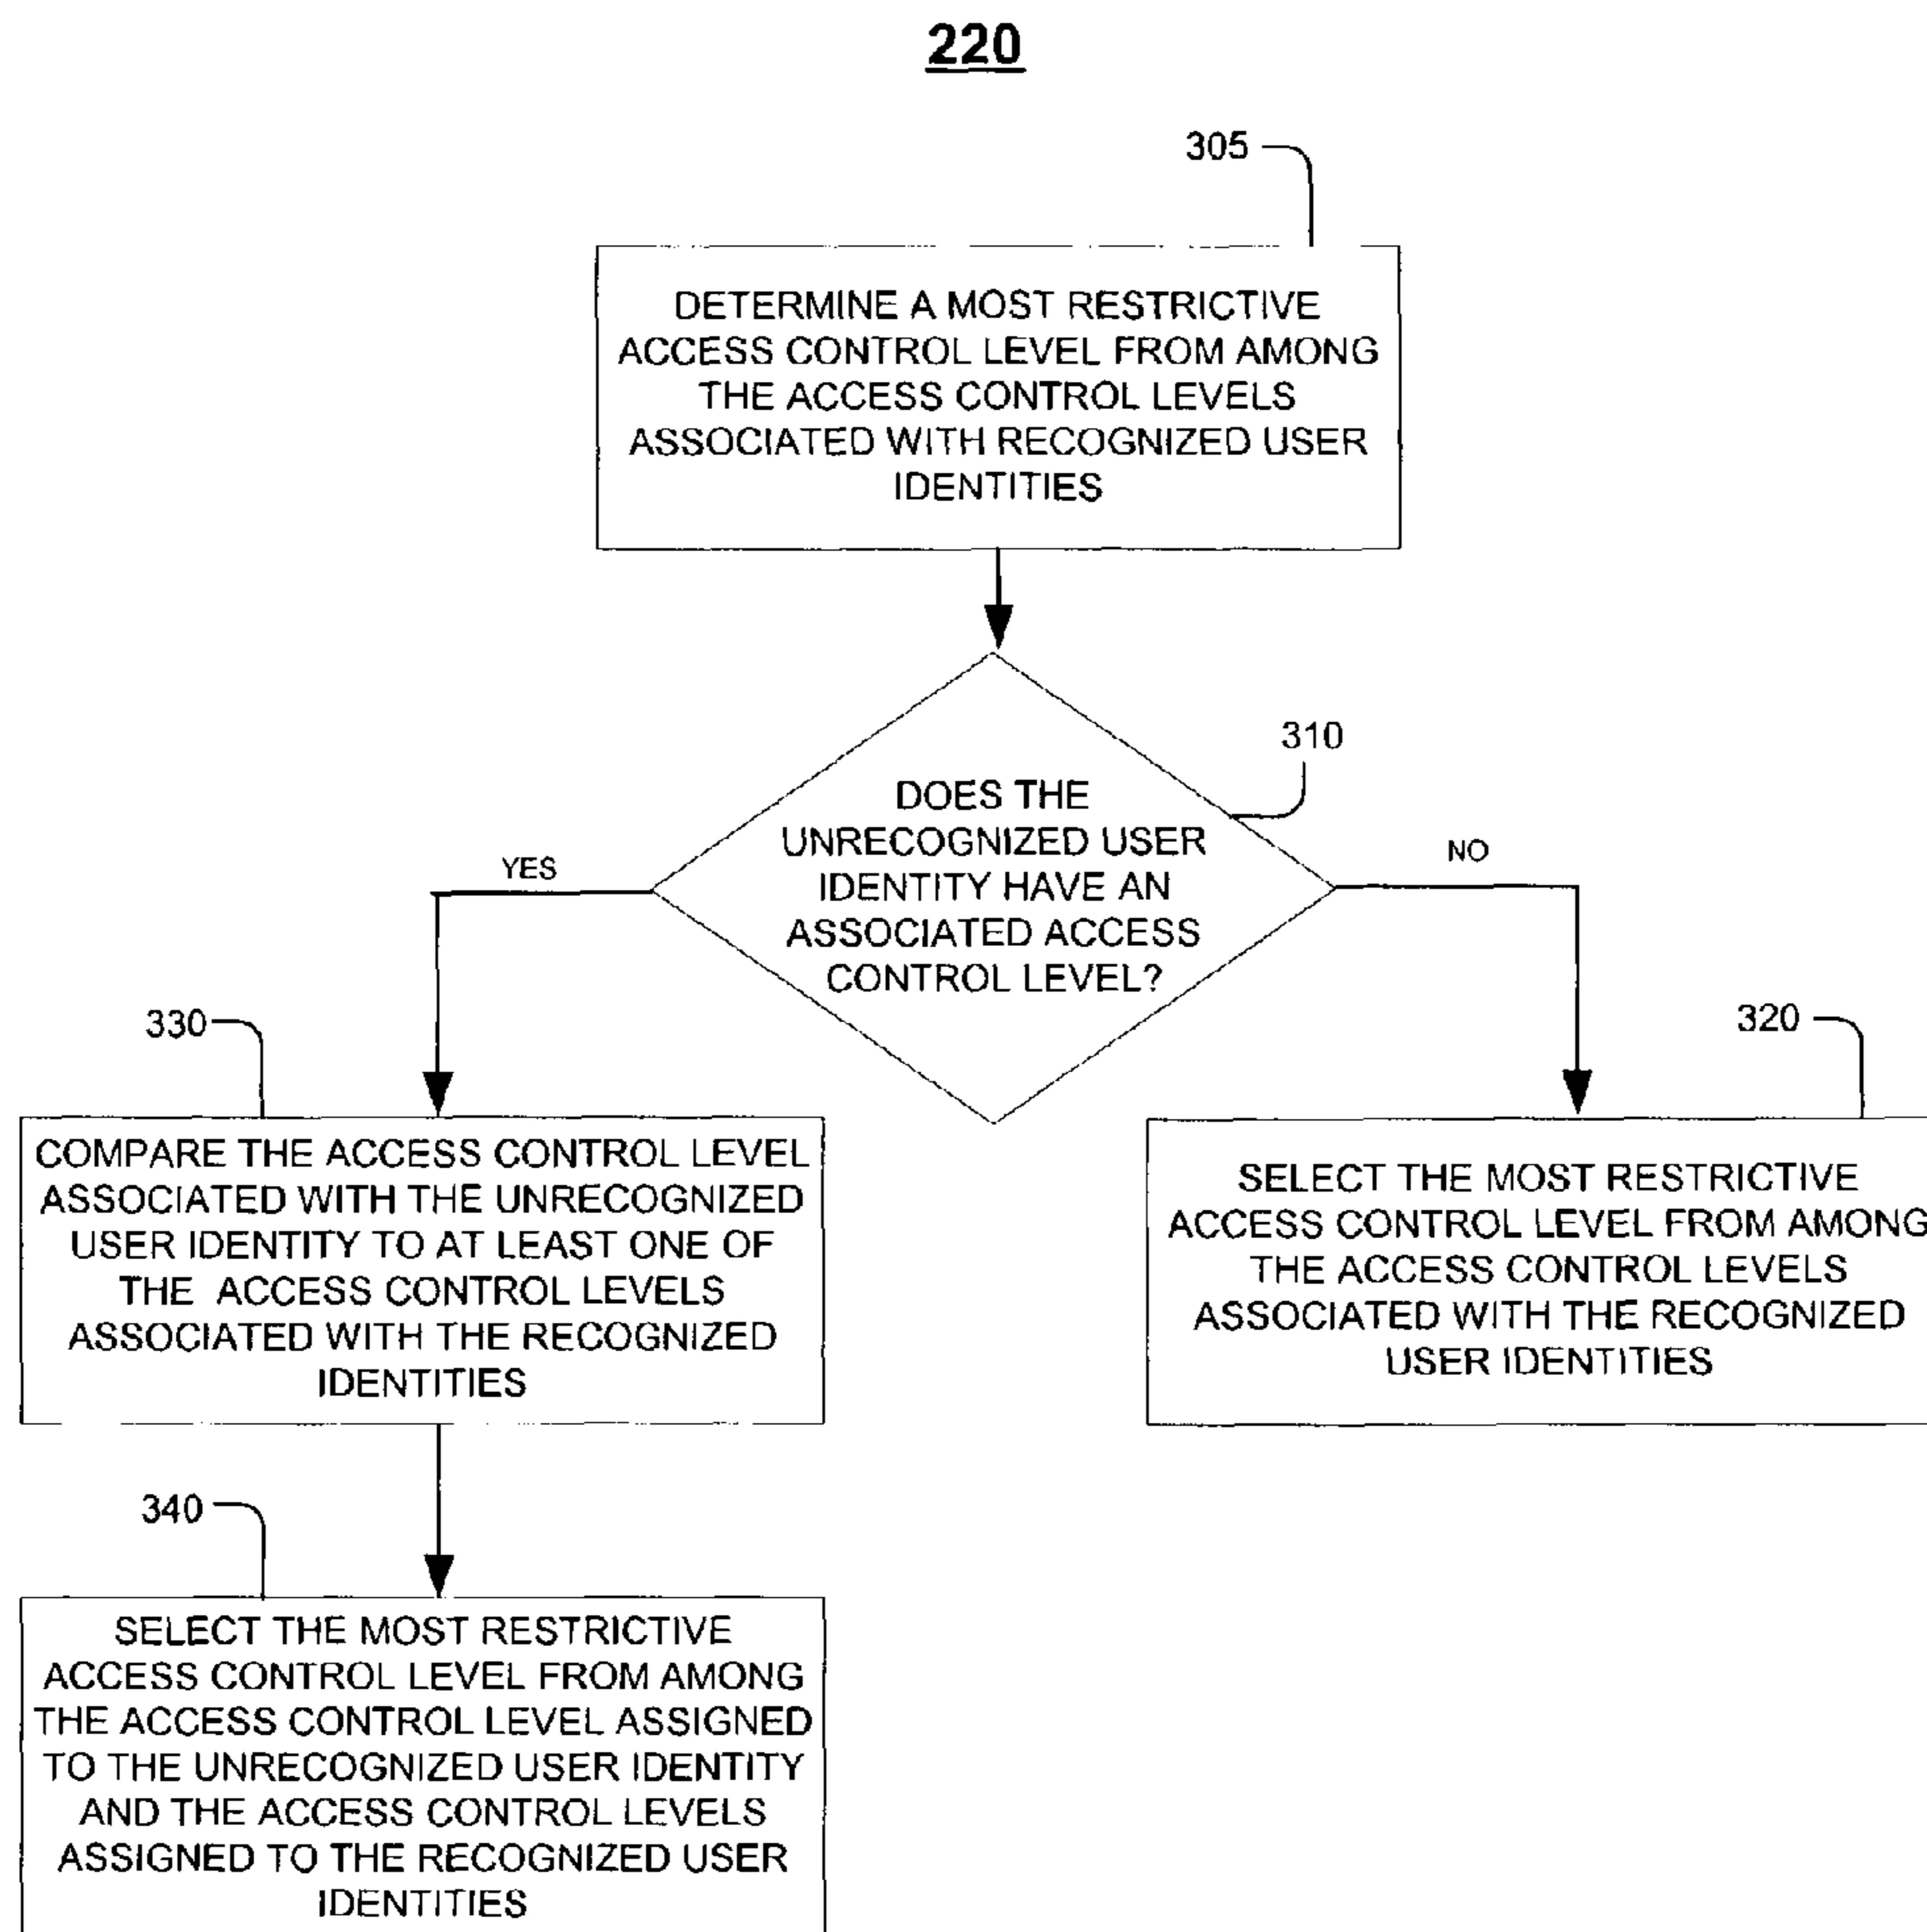 220
305
DETERMINE A MOST RESTRICTIVE
ACCESS CONTROL LEVEL FROM AMONG
THE ACCESS CONTROL LEVELS
ASSOCIATED WITH RECOGNIZED USER
IDENTITIES
310
DOES THE
UNRECOGNIZED USER
IDENTITY HAVE AN
ASSOCIATED ACCESS
CONTROL LEVEL?
YES
NO
330
COMPARE THE ACCESS CONTROL LEVEL
ASSOCIATED WITH THE UNRECOGNIZED
USER IDENTITY TO AT LEAST ONE OF
THE ACCESS CONTROL LEVELS
ASSOCIATED WITH THE RECOGNIZED
IDENTITIES
320
SELECT THE MOST RESTRICTIVE
ACCESS CONTROL LEVEL FROM AMONG
THE ACCESS CONTROL LEVELS
ASSOCIATED WITH THE RECOGNIZED
USER IDENTITIES
340
SELECT THE MOST RESTRICTIVE
ACCESS CONTROL LEVEL FROM AMONG
THE ACCESS CONTROL LEVEL ASSIGNED
TO THE UNRECOGNIZED USER IDENTITY
AND THE ACCESS CONTROL LEVELS
ASSIGNED TO THE RECOGNIZED USER
IDENTITIES